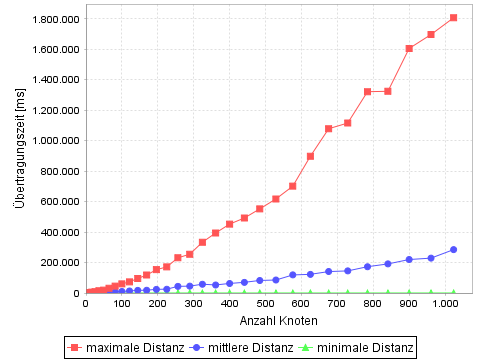 1.800.000
1.600.000
1.400.000
1.200.000
1.000.000
800.000
600.000
400.000
200.000
0
Übertragungszeit [ms]
0 100 200 300 400 500 600 700 800 900 1.000
Anzahl Knoten
maximale Distanz mittlere Distanz minimale Distanz